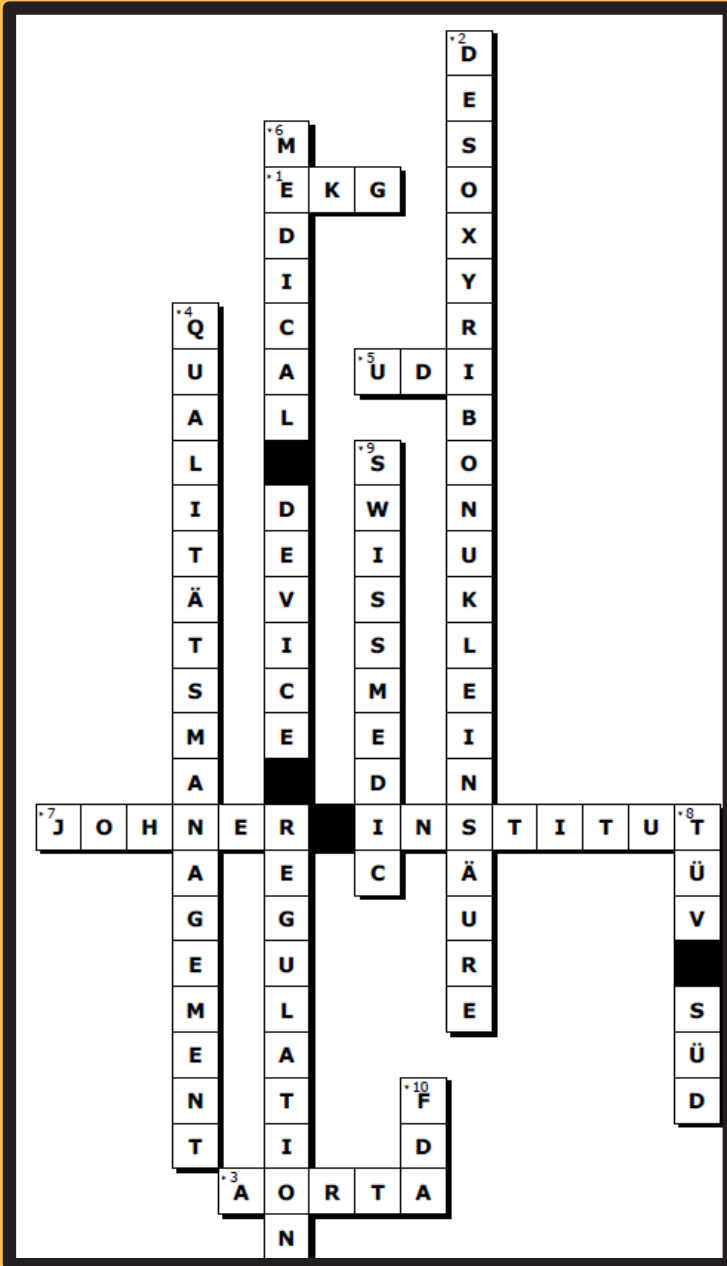 2 DESOXYRIBONUKLEINSÄURE
6 MEDICAL DEVICE REGULATION
1 EKG
4 QUALITÄTSMANAGEMENT
5 UDI
9 SWISSMEDIC
7 JOHNER INSTITUT
8 TÜV SÜD
10 FDA
3 AORTA